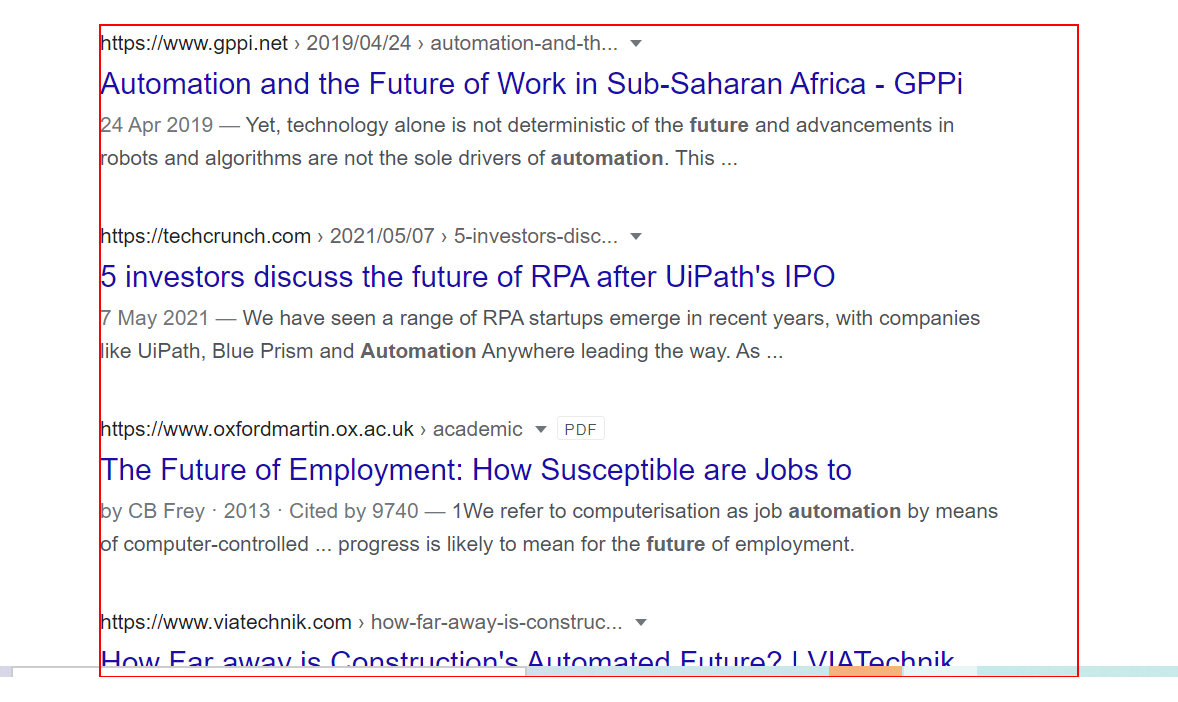 https://www.gppi.net › 2019/04/24 › automation-and-th...
Automation and the Future of Work in Sub-Saharan Africa - GPPi
24 Apr 2019 — Yet, technology alone is not deterministic of the future and advancements in
robots and algorithms are not the sole drivers of automation. This ...
https://techcrunch.com › 2021/05/07 › 5-investors-disc...
5 investors discuss the future of RPA after UiPath's IPO
7 May 2021 — We have seen a range of RPA startups emerge in recent years, with companies
like UiPath, Blue Prism and Automation Anywhere leading the way. As ...
https://www.oxfordmartin.ox.ac.uk › academic PDF
The Future of Employment: How Susceptible are Jobs to
by CB Frey · 2013 · Cited by 9740 — 1We refer to computerisation as job automation by means
of computer-controlled ... progress is likely to mean for the future of employment.
https://www.viatechnik.com › how-far-away-is-construc...
How Far away is Construction's Automated Future? | VIATechnik